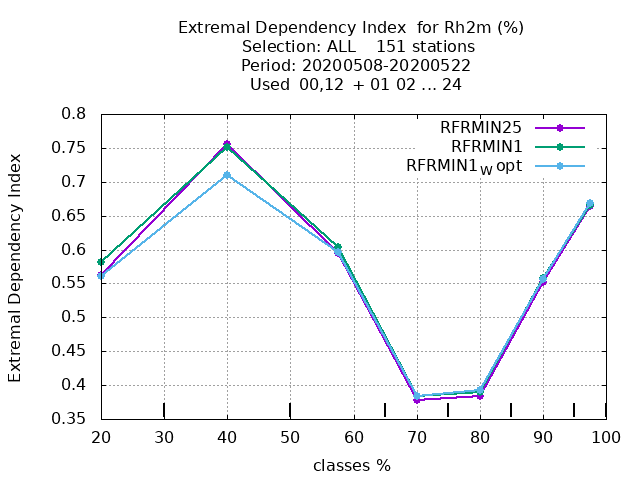 Extremal Dependency Index  for Rh2m (%)
Selection: ALL    151 stations
Period: 20200508-20200522
Used  00,12  + 01 02 ... 24
RFRMIN25
RFRMIN1
RFRMIN1w opt
Extremal Dependency Index
0.8
0.75
0.7
0.65
0.6
0.55
0.5
0.45
0.4
0.35
20 30 40 50 60 70 80 90 100
classes %